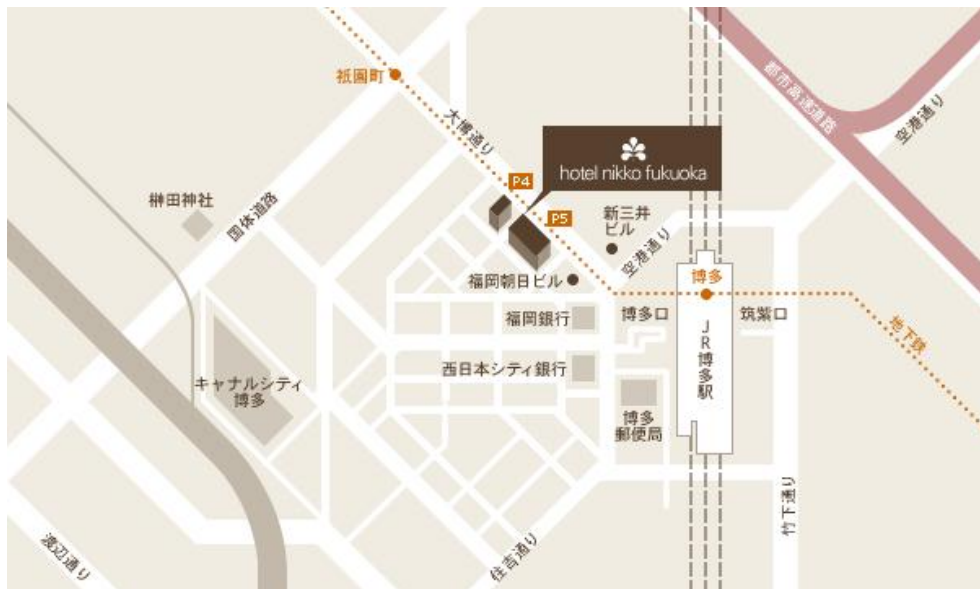 祇園町
大博通り
都市高速道路
空港通り
hotel nikko fukuoka
P4
P5
榊田神社
国体道路
新三井
ビル
空港通り
福岡朝日ビル
博多
福岡銀行
博多口
筑紫口
地下鉄
JR博多駅
西日本シティ銀行
キャナルシティ
博多
博多
郵便局
竹下通り
住吉通り
渡辺通り